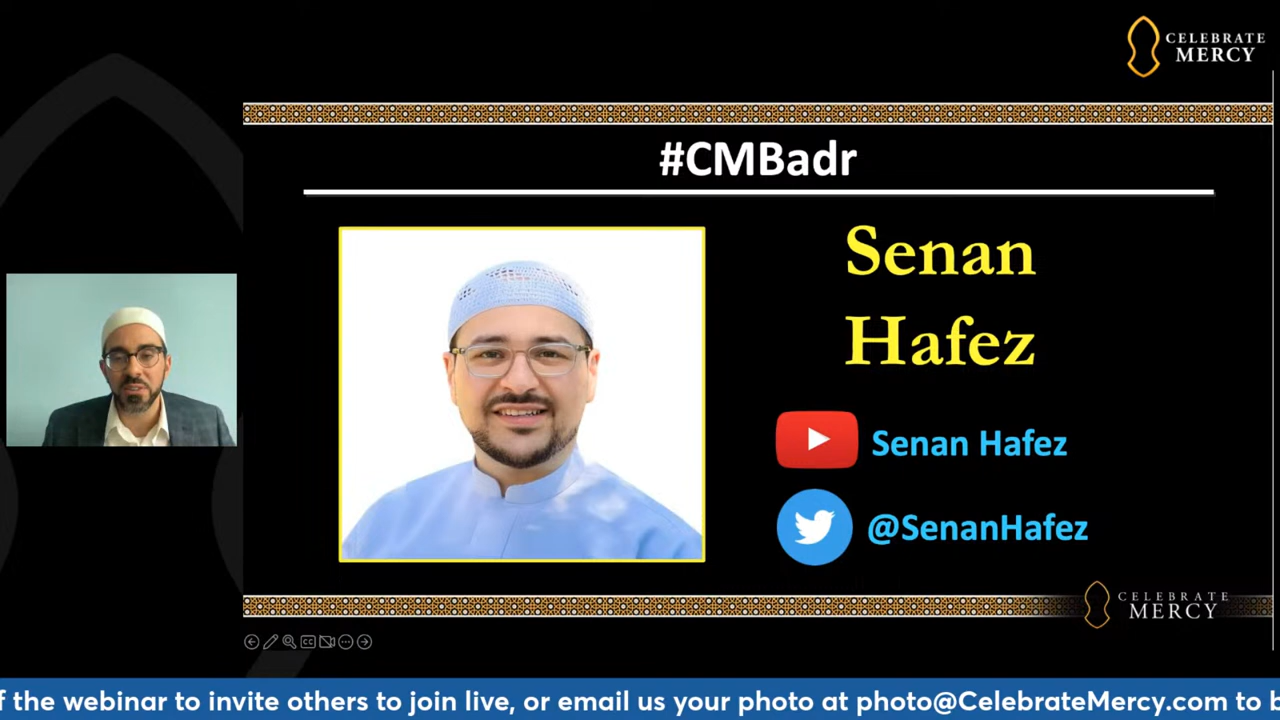 CELEBRATE
MERCY
#CMBadr
Senan
Hafez
Senan Hafez
@SenanHafez
CELEBRATE
MERCY
CC
f the webinar to invite others to join live, or email us your photo at photo@CelebrateMercy.com to b